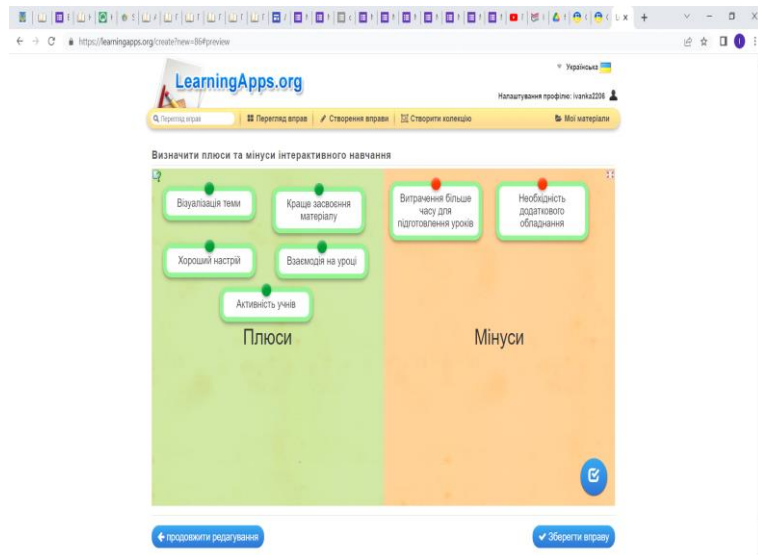 https://learningapps.org/create?new=86#preview
Українська
LearningApps.org
Налаштування профілю: ivanka2206
Перегляд вправ
Перегляд вправ
Створення вправи
Створити колекцію
Мої матеріали
Визначити плюси та мінуси інтерактивного навчання
Візуалізація теми
Краще засвоєння
матеріалу
Витрачення більше
часу для
підготовлення уроків
Необхідність
додаткового
обладнання
Хороший настрій
Взаємодія на уроці
Активність учнів
Плюси
Мінуси
продовжити редагування
Зберегти вправу